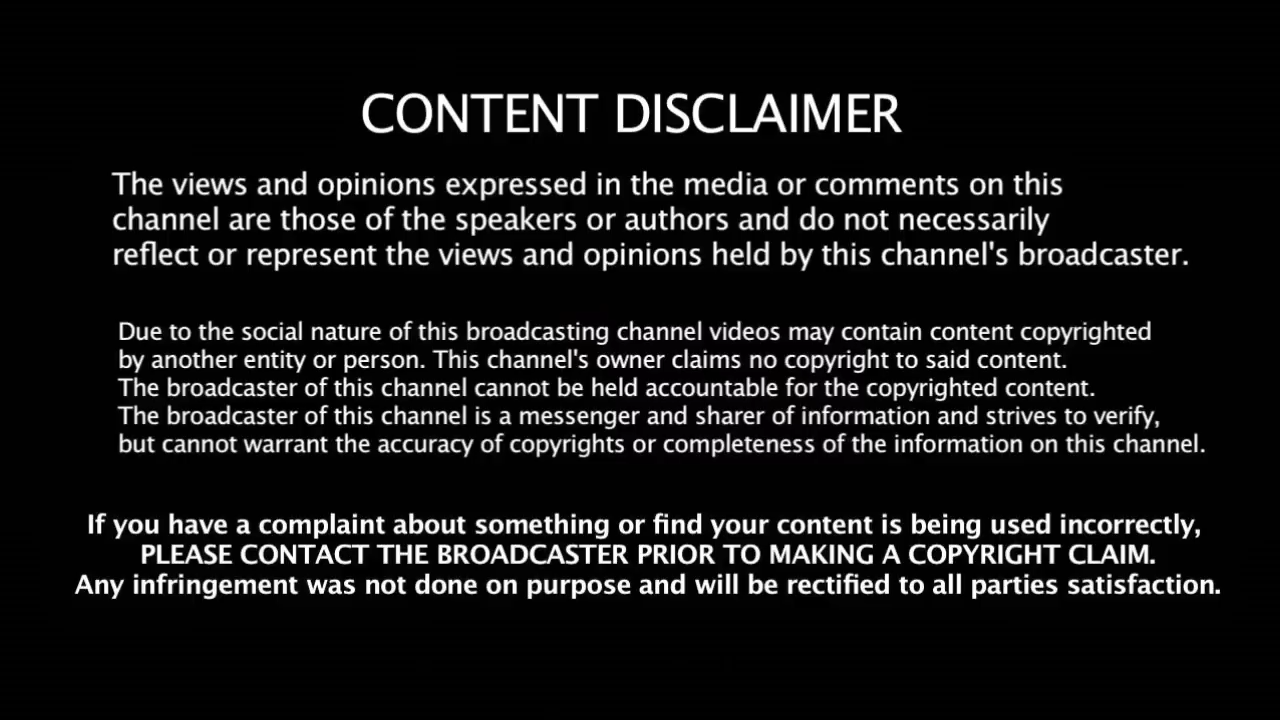 CONTENT DISCLAIMER
The views and opinions expressed in the media or comments on this
channel are those of the speakers or authors and do not necessarily
reflect or represent the views and opinions held by this channel's broadcaster.
Due to the social nature of this broadcasting channel videos may contain content copyrighted
by another entity or person. This channel's owner claims no copyright to said content.
The broadcaster of this channel cannot be held accountable for the copyrighted content.
The broadcaster of this channel is a messenger and sharer of information and strives to verify,
but cannot warrant the accuracy of copyrights or completeness of the information on this channel.
If you have a complaint about something or find your content is being used incorrectly,
PLEASE CONTACT THE BROADCASTER PRIOR TO MAKING A COPYRIGHT CLAIM.
Any infringement was not done on purpose and will be rectified to all parties satisfaction.